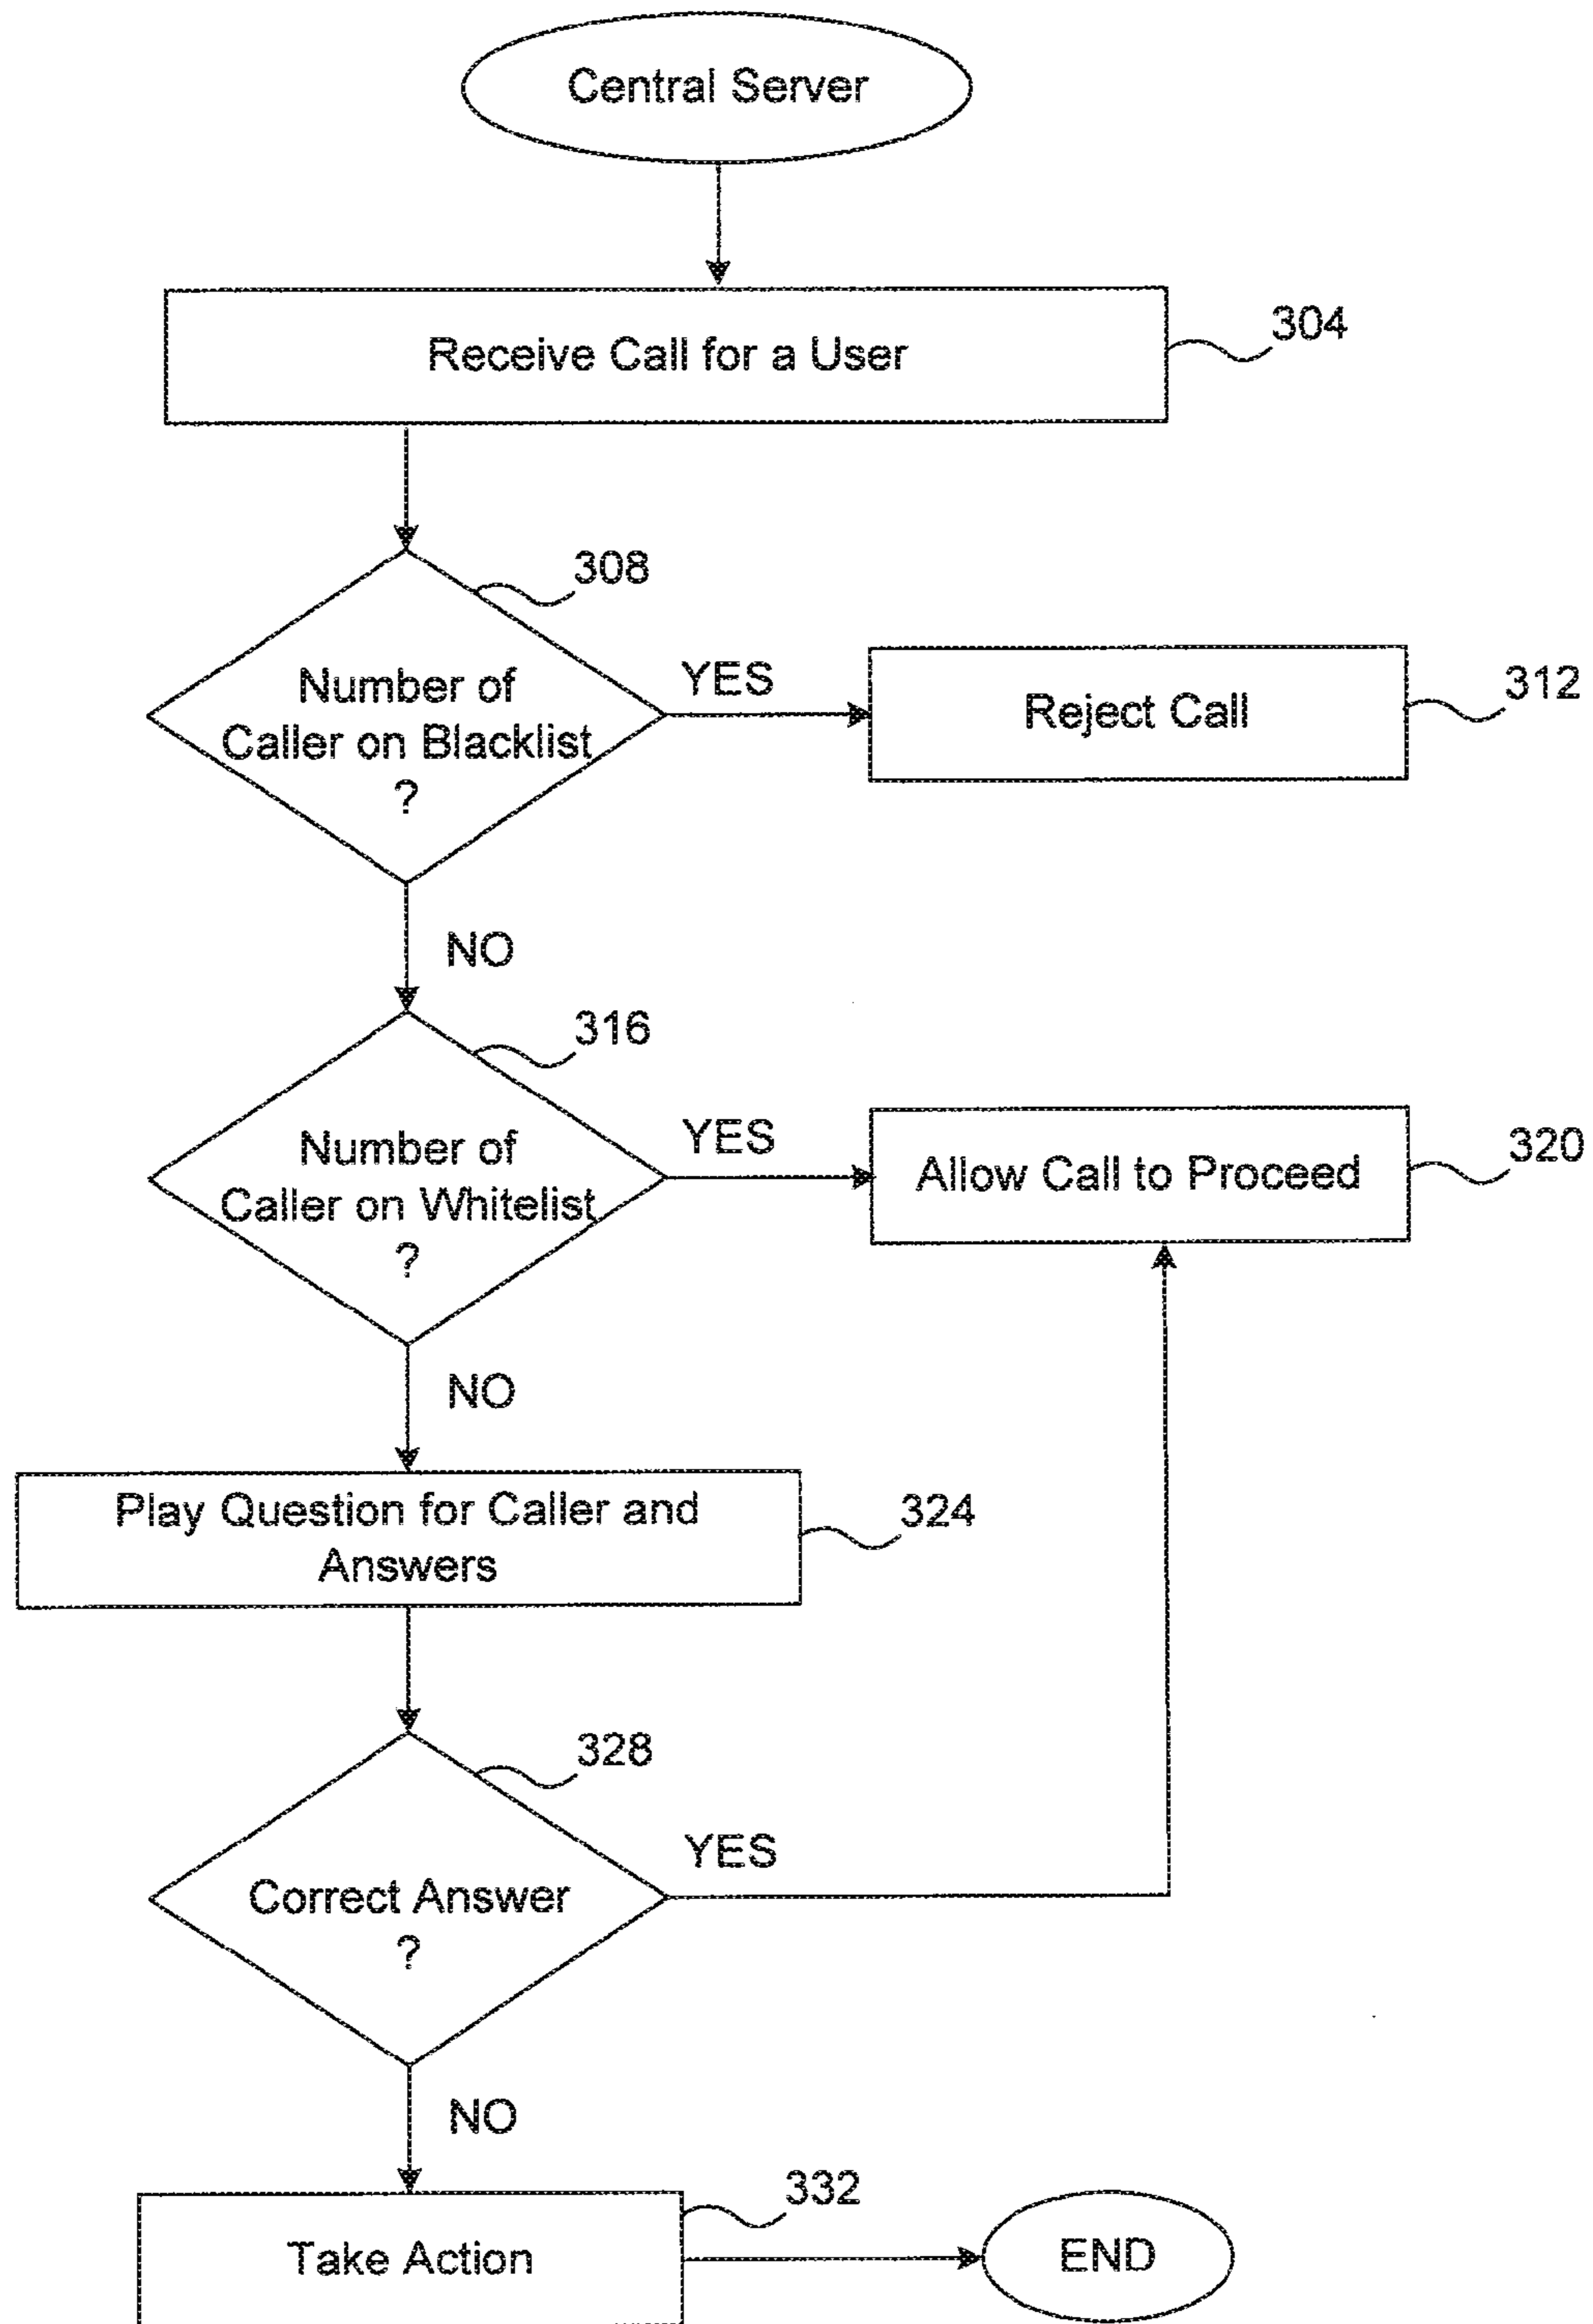 Central Server
Receive Call for a User
304
308
Number of
Caller on Blacklist
?
YES
Reject Call
312
NO
316
Number of
Caller on Whitelist
?
YES
Allow Call to Proceed
320
NO
Play Question for Caller and
Answers
324
328
Correct Answer
?
YES
NO
332
Take Action
END